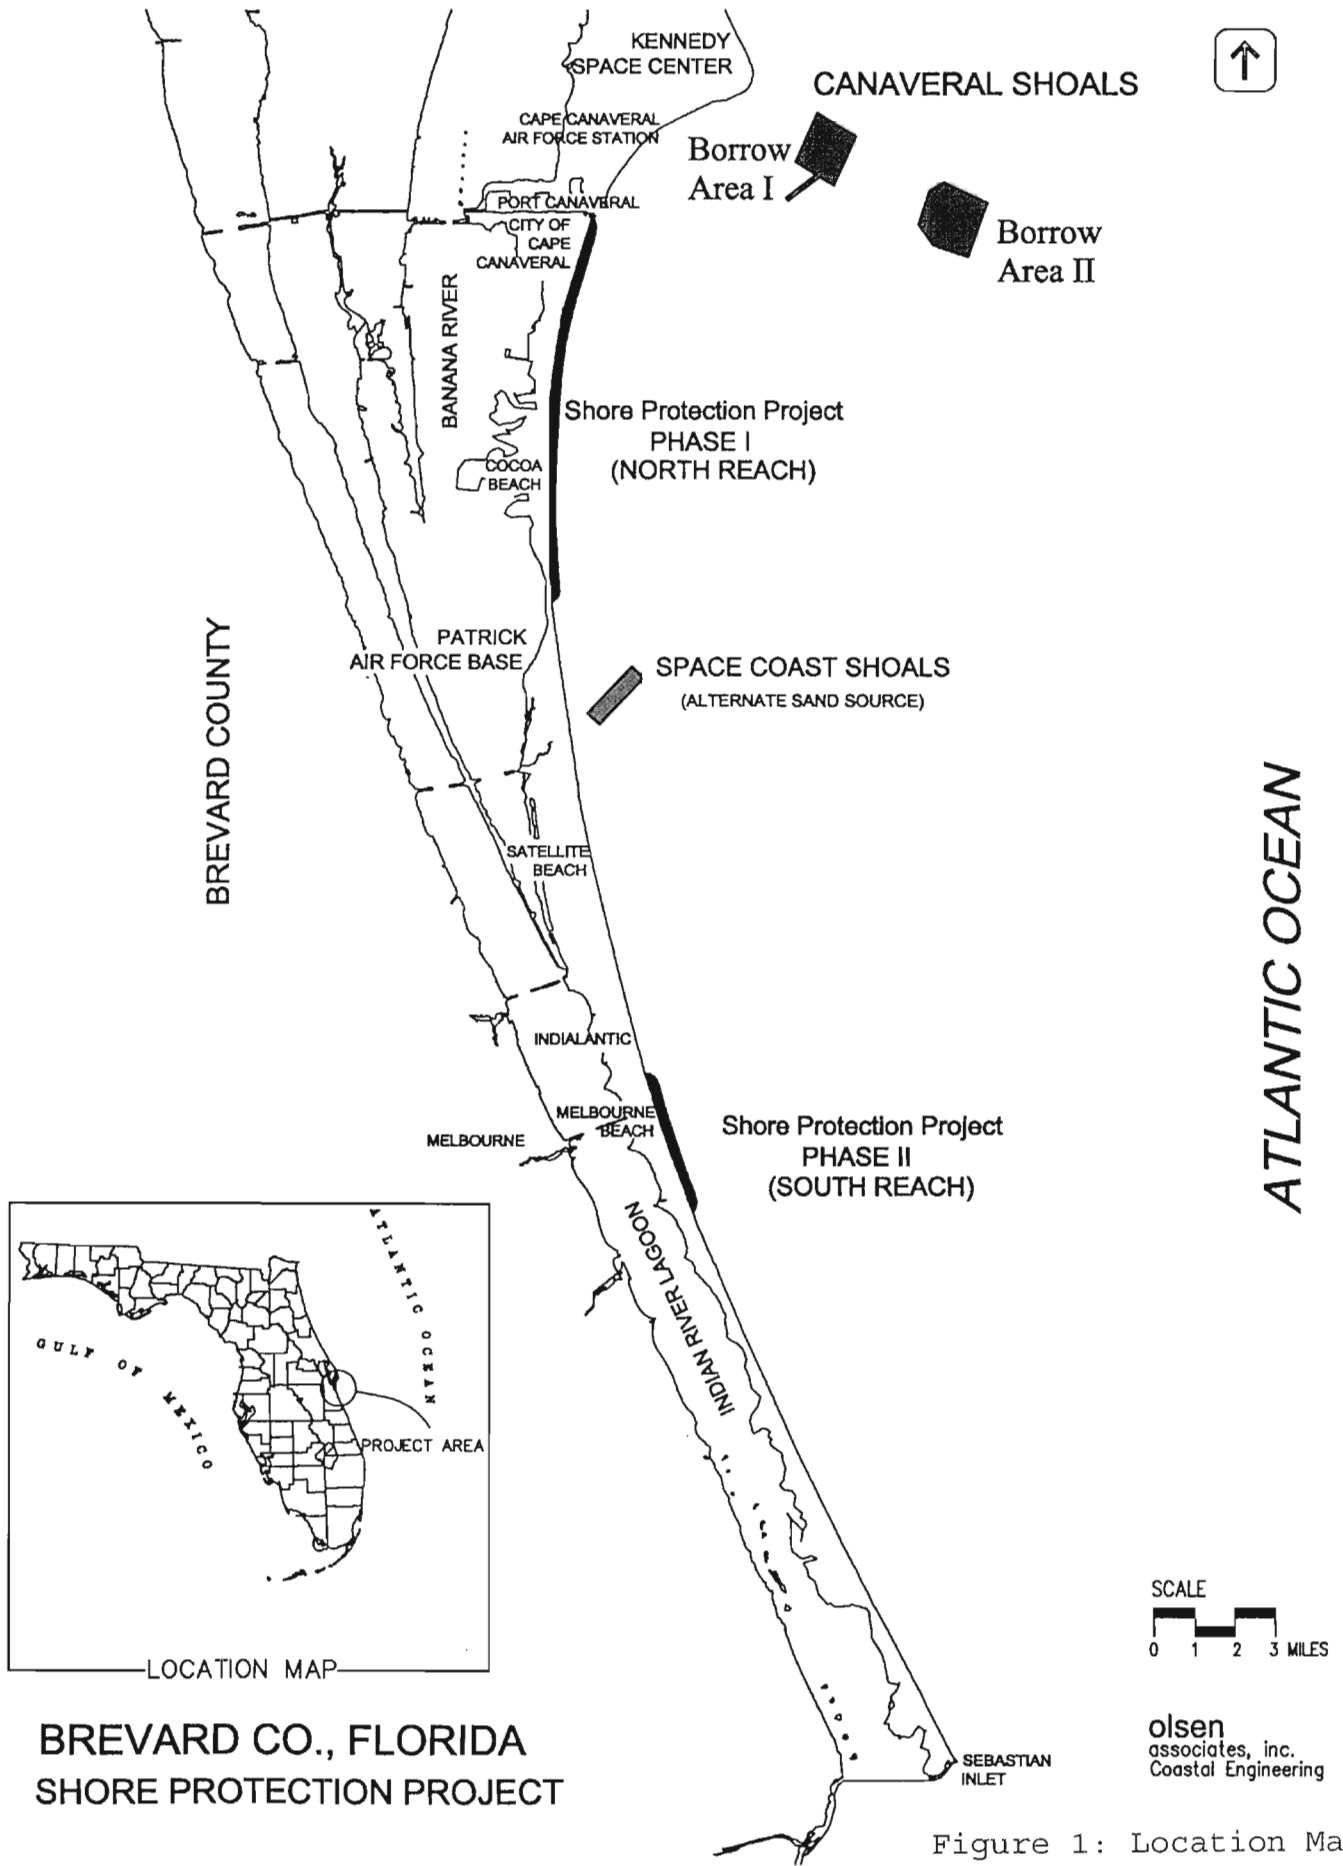 KENNEDY
SPACE CENTER
CANAVERAL SHOALS
CAPE CANAVERAL
AIR FORCE STATION
Borrow
Area I
PORT CANAVERAL
CITY OF
CAPE
CANAVERAL
Borrow
Area II
BANANA RIVER
Shore Protection Project
PHASE I
(NORTH REACH)
COCOA
BEACH
PATRICK
AIR FORCE BASE
SPACE COAST SHOALS
(ALTERNATE SAND SOURCE)
BREVARD COUNTY
ATLANTIC OCEAN
SATELLITE
BEACH
INDIALANTIC
MELBOURNE
BEACH
MELBOURNE
Shore Protection Project
PHASE II
(SOUTH REACH)
INDIAN RIVER LAGOON
ATLANTIC OCEAN
GULF OF MEXICO
PROJECT AREA
LOCATION MAP
SCALE
0 1 2 3 MILES
BREVARD CO., FLORIDA
SHORE PROTECTION PROJECT
olsen
associates, inc.
Coastal Engineering
SEBASTIAN
INLET
Figure 1: Location Ma